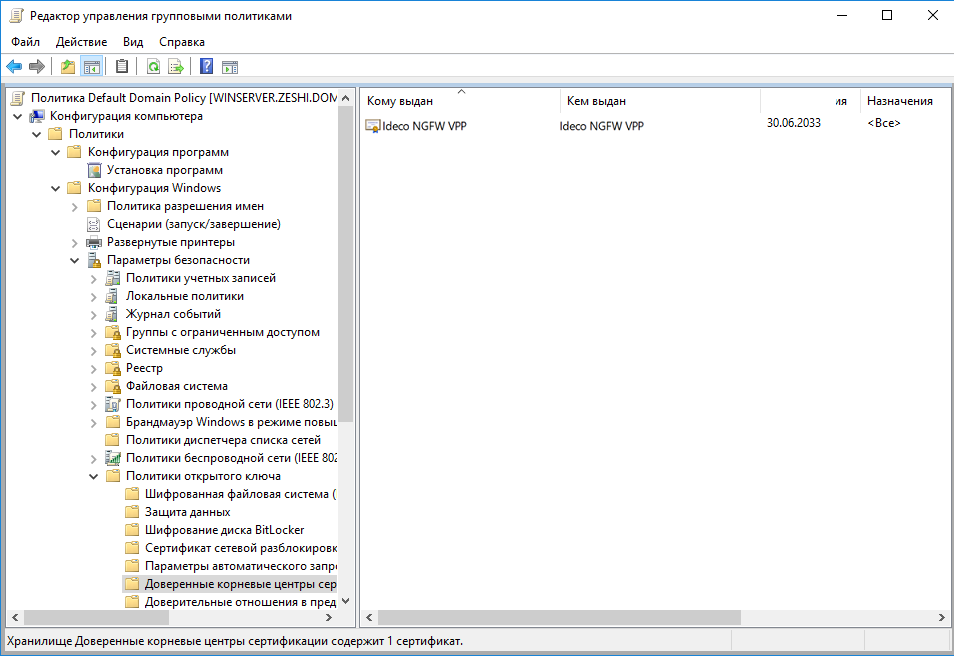 Редактор управления групповыми политиками
Файл Действие Вид Справка
Политика Default Domain Policy [WINSERVER.ZESHI.DOM
Конфигурация компьютера
Политики
Конфигурация программ
Установка программ
Конфигурация Windows
Политика разрешения имен
Сценарии (запуск/завершение)
Развернутые принтеры
Параметры безопасности
Политики учетных записей
Локальные политики
Журнал событий
Группы с ограниченным доступом
Системные службы
Реестр
Файловая система
Политики проводной сети (IEEE 802.3)
Брандмауэр Windows в режиме повы
Политики диспетчера списка сетей
Политики беспроводной сети (IEEE 802
Политики открытого ключа
Шифрованная файловая система (
Защита данных
Шифрование диска BitLocker
Сертификат сетевой разблокировк
Параметры автоматического запро
Доверенные корневые центры сер
Доверительные отношения в пред
Кому выдан Кем выдан ия Назначения
Ideco NGFW VPP Ideco NGFW VPP 30.06.2033 <Все>
Хранилище Доверенные корневые центры сертификации содержит 1 сертификат.